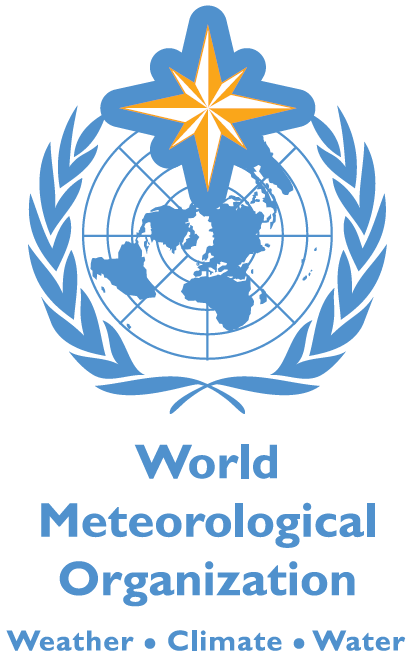 World
Meteorological
Organization
Weather • Climate • Water